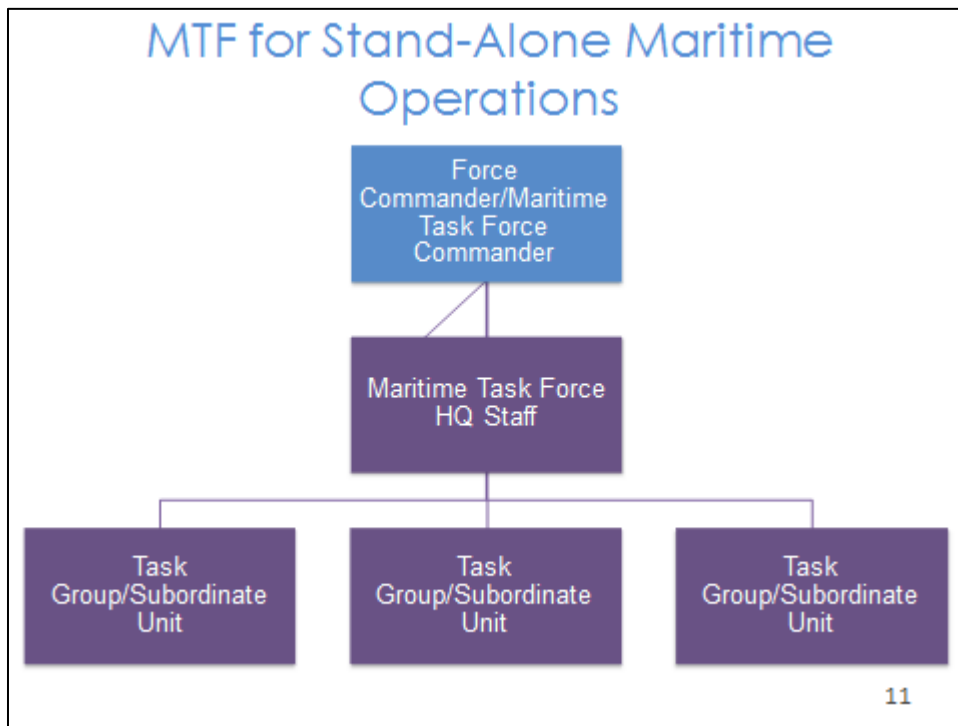 MTF for Stand-Alone Maritime
Operations
Force
Commander/Maritime
Task Force
Commander
Maritime Task Force
HQ Staff
Task
Group/Subordinate
Unit
Task
Group/Subordinate
Unit
Task
Group/Subordinate
Unit
11